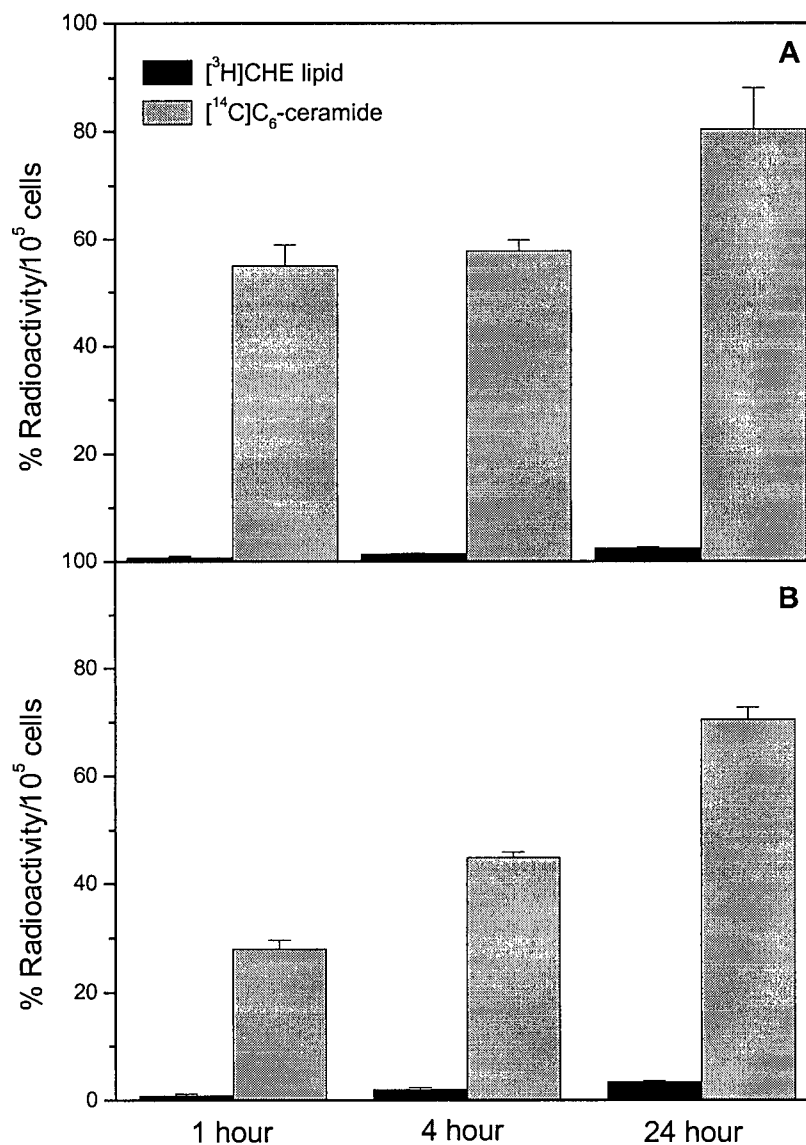 100
A
[³H]CHE lipid
[¹⁴C]C₆-ceramide
80
60
40
20
% Radioactivity/10⁵ cells
100
B
80
60
40
20
0
% Radioactivity/10⁵ cells
1 hour 4 hour 24 hour